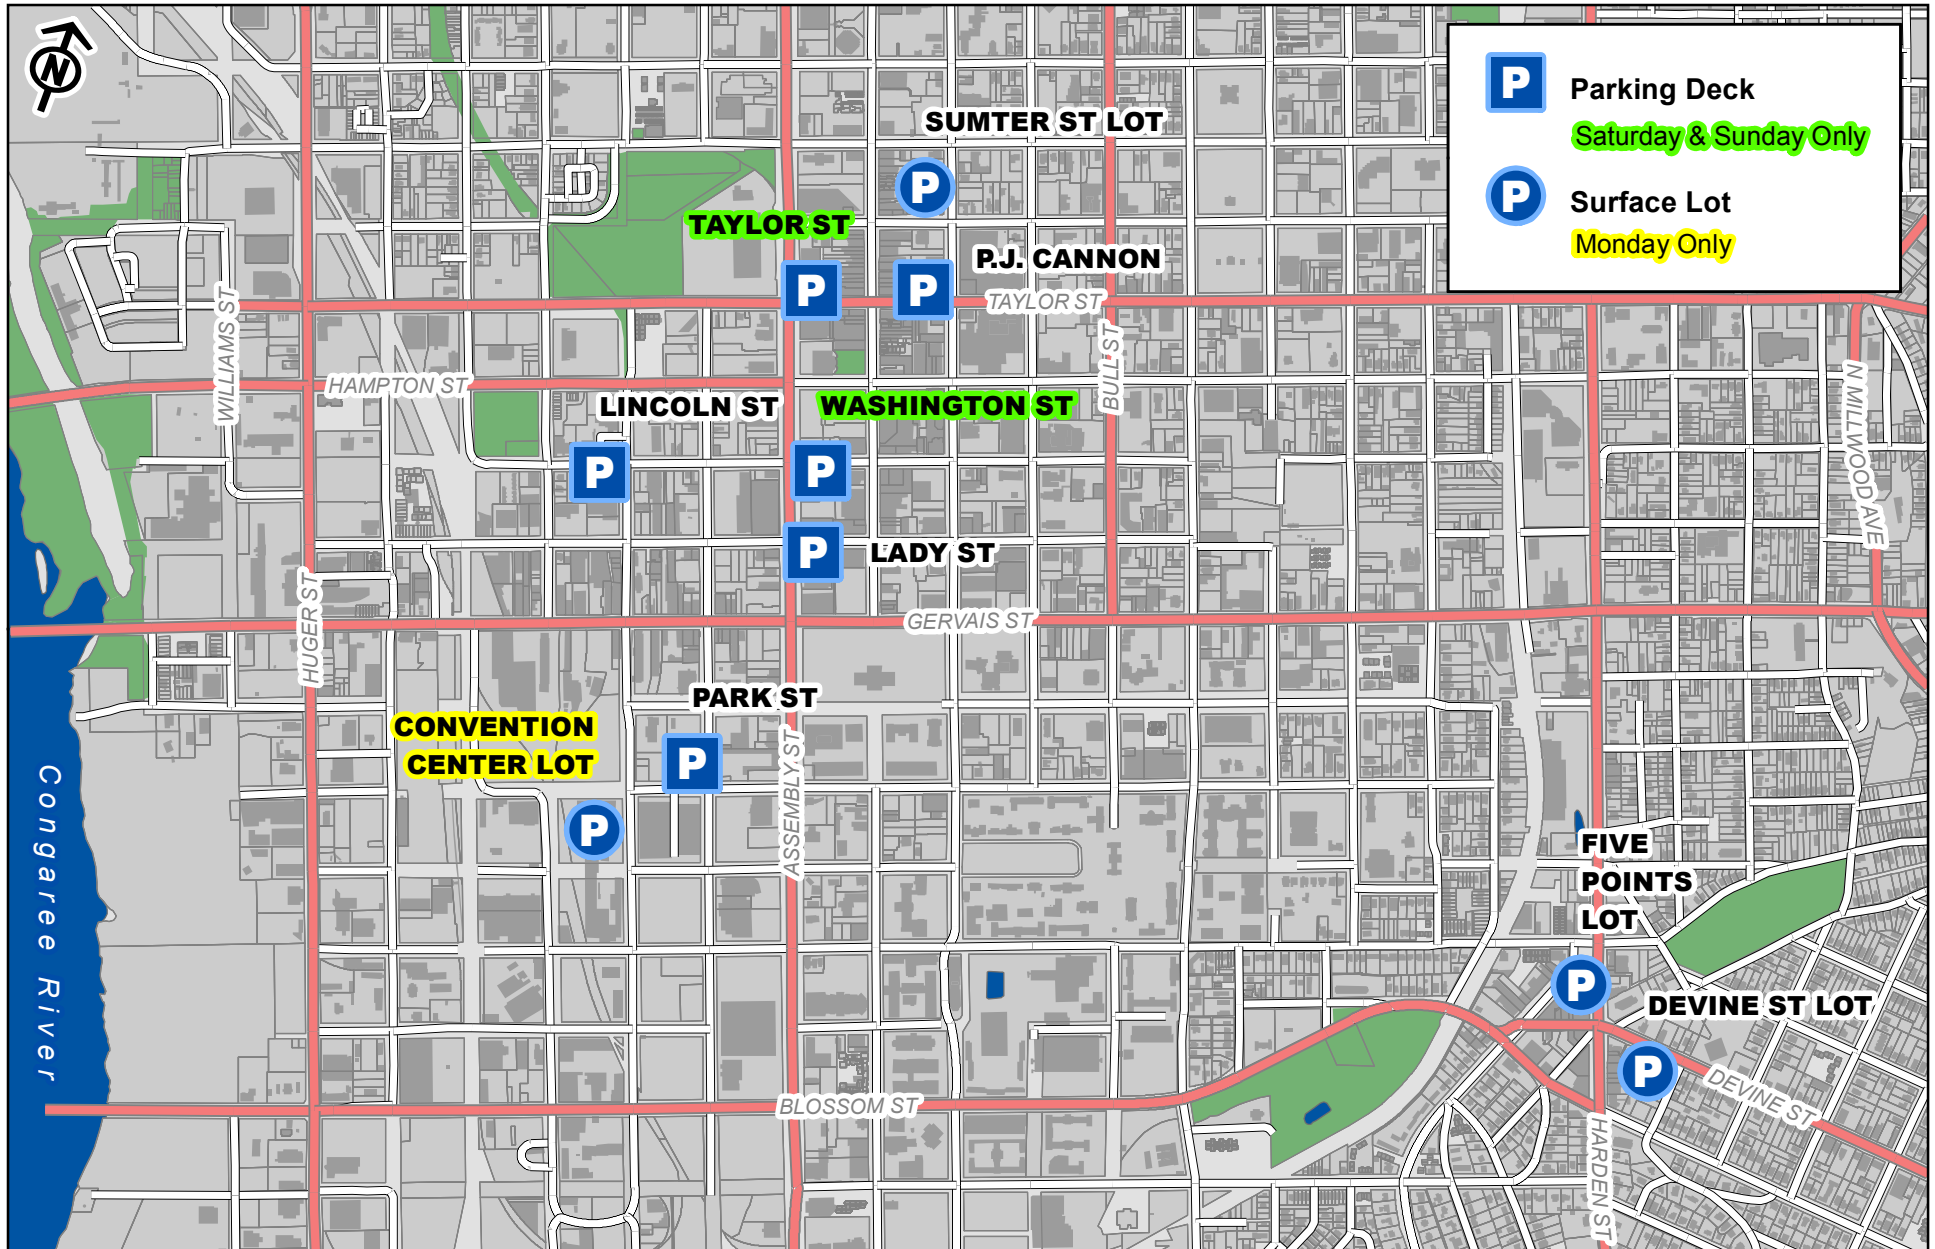 N
P
Parking Deck
Saturday & Sunday Only
P
Surface Lot
Monday Only
SUMTER ST LOT
P
TAYLOR ST
P
P.J. CANNON
P
TAYLOR ST
WILLIAMS ST
HAMPTON ST
BULL ST
N MILLWOOD AVE
LINCOLN ST
P
WASHINGTON ST
P
P
LADY ST
HUGER ST
GERVAIS ST
PARK ST
P
CONVENTION
CENTER LOT
P
ASSEMBLY ST
Congaree River
FIVE
POINTS
LOT
P
DEVINE ST LOT
P
DEVINE ST
BLOSSOM ST
HARDEN ST